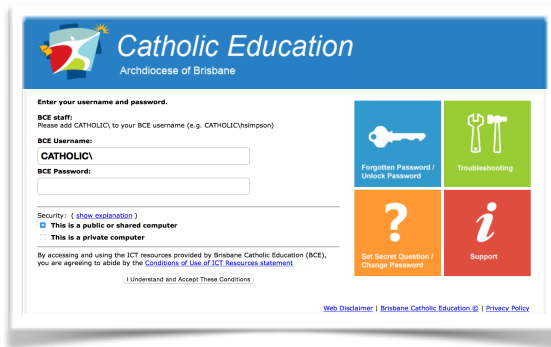 Catholic Education
Archdiocese of Brisbane
Enter your username and password.
BCE staff:
Please add CATHOLIC\ to your BCE username (e.g. CATHOLIC\hsimpson)
BCE Username:
CATHOLIC\
BCE Password:
Security: ( show explanation )
This is a public or shared computer
This is a private computer
By accessing and using the ICT resources provided by Brisbane Catholic Education (BCE),
you are agreeing to abide by the Conditions of Use of ICT Resources statement
I Understand and Accept These Conditions
Forgotten Password /
Unlock Password
Troubleshooting
?
Set Secret Question /
Change Password
i
Support
Web Disclaimer | Brisbane Catholic Education © | Privacy Policy